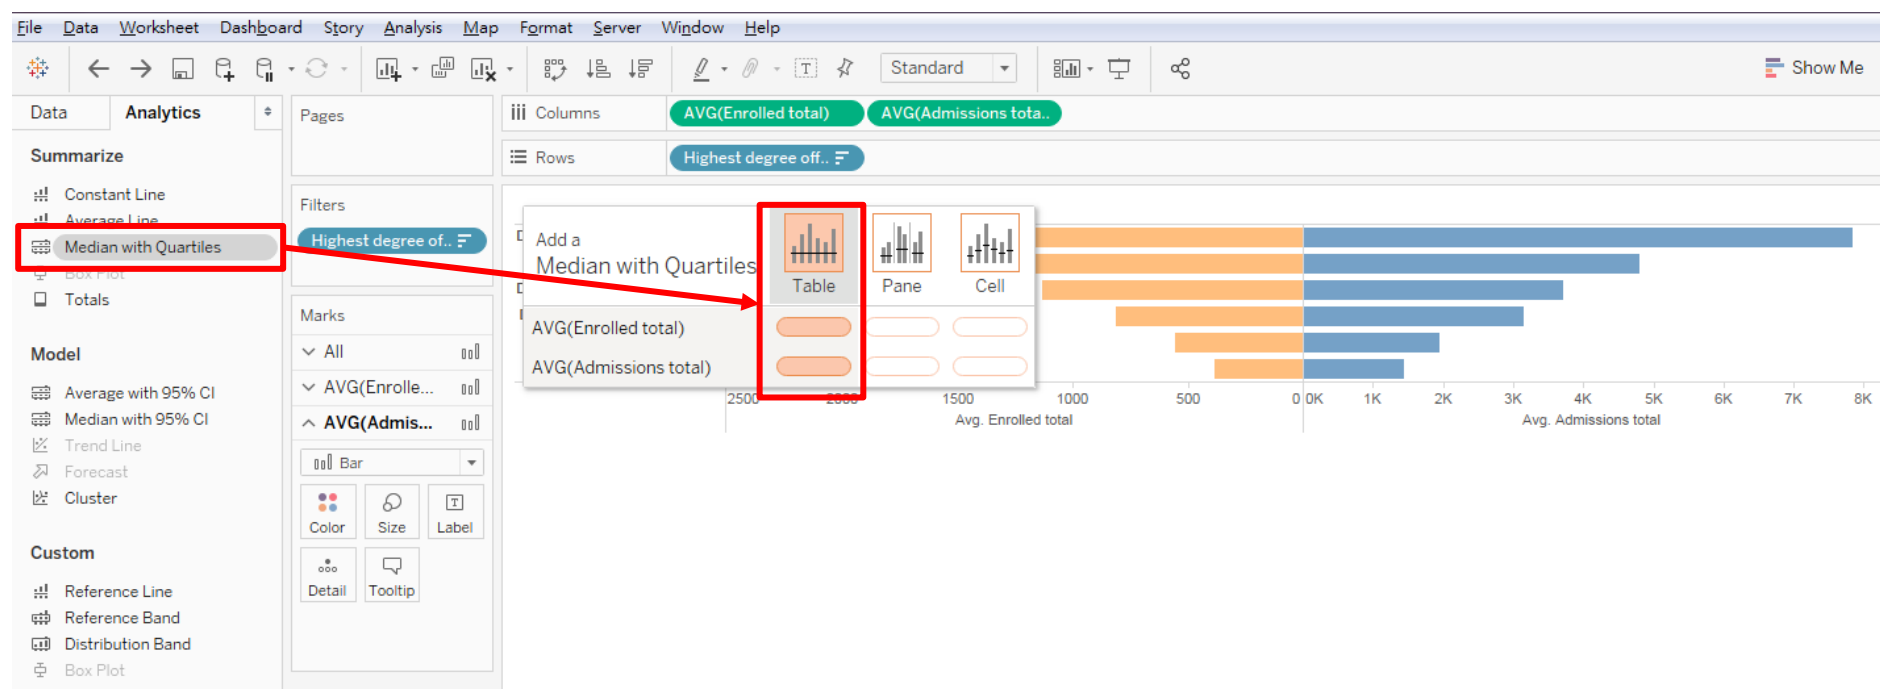 File Data Worksheet Dashboard Story Analysis Map Format Server Window Help
Standard
Show Me
Data Analytics
Summarize
Constant Line
Average Line
Median with Quartiles
Box Plot
Totals
Model
Average with 95% CI
Median with 95% CI
Trend Line
Forecast
Cluster
Custom
Reference Line
Reference Band
Distribution Band
Box Plot
Pages
Filters
Highest degree of..
Marks
All
AVG(Enrolle...
AVG(Admis...
Bar
Color Size Label
Detail Tooltip
Columns AVG(Enrolled total) AVG(Admissions tota..
Rows Highest degree off..
Add a
Median with Quartiles
Table Pane Cell
AVG(Enrolled total)
AVG(Admissions total)
2500 2000 1500 1000 500 0 0K 1K 2K 3K 4K 5K 6K 7K 8K
Avg. Enrolled total Avg. Admissions total